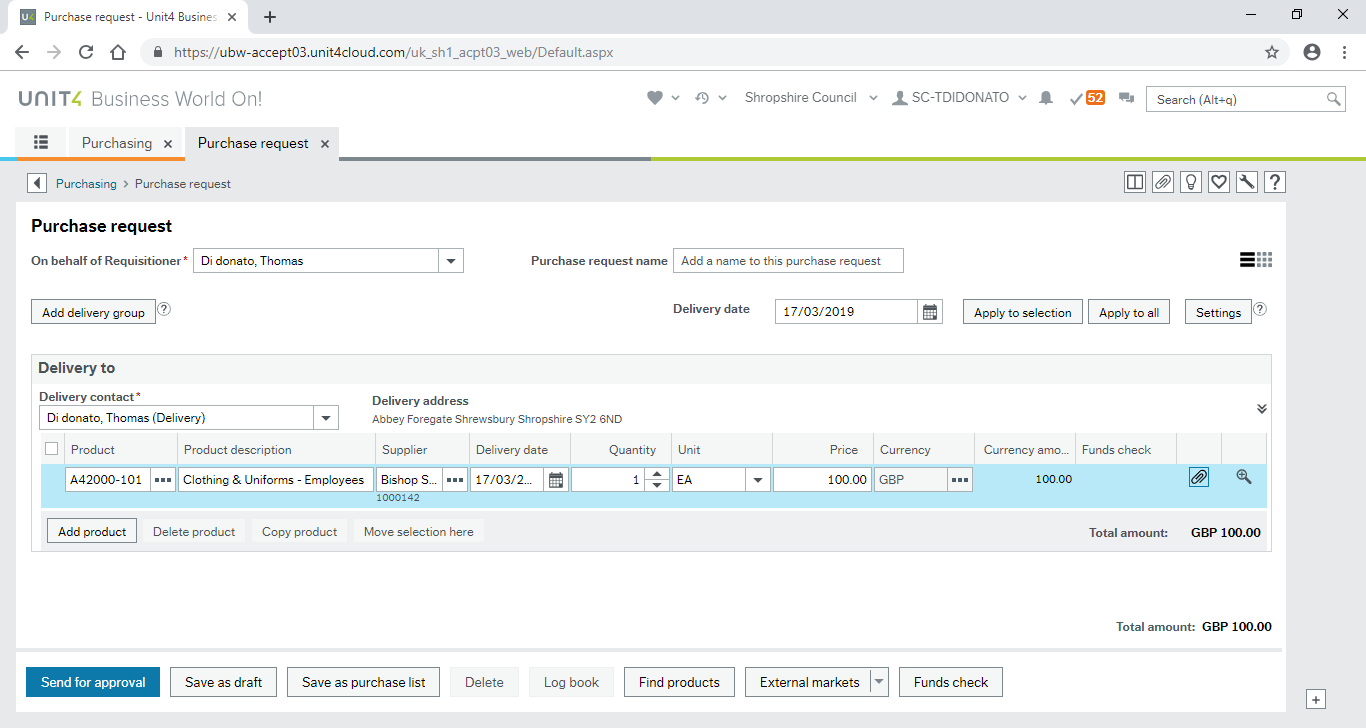 Purchase request - Unit4 Busines
https://ubw-accept03.unit4cloud.com/uk_sh1_acpt03_web/Default.aspx
UNIT4 Business World On!
Shropshire Council
SC-TDIDONATO
52
Search (Alt+q)
Purchasing
Purchase request
Purchasing > Purchase request
?
Purchase request
On behalf of Requisitioner*
Di donato, Thomas
Purchase request name
Add a name to this purchase request
Add delivery group
?
Delivery date
17/03/2019
Apply to selection
Apply to all
Settings
?
Delivery to
Delivery contact*
Di donato, Thomas (Delivery)
Delivery address
Abbey Foregate Shrewsbury Shropshire SY2 6ND
Product Product description Supplier Delivery date Quantity Unit Price Currency Currency amo... Funds check
A42000-101 Clothing & Uniforms - Employees Bishop S... 17/03/2... 1 EA 100.00 GBP 100.00
1000142
Add product Delete product Copy product Move selection here Total amount: GBP 100.00
Total amount: GBP 100.00
Send for approval Save as draft Save as purchase list Delete Log book Find products External markets Funds check